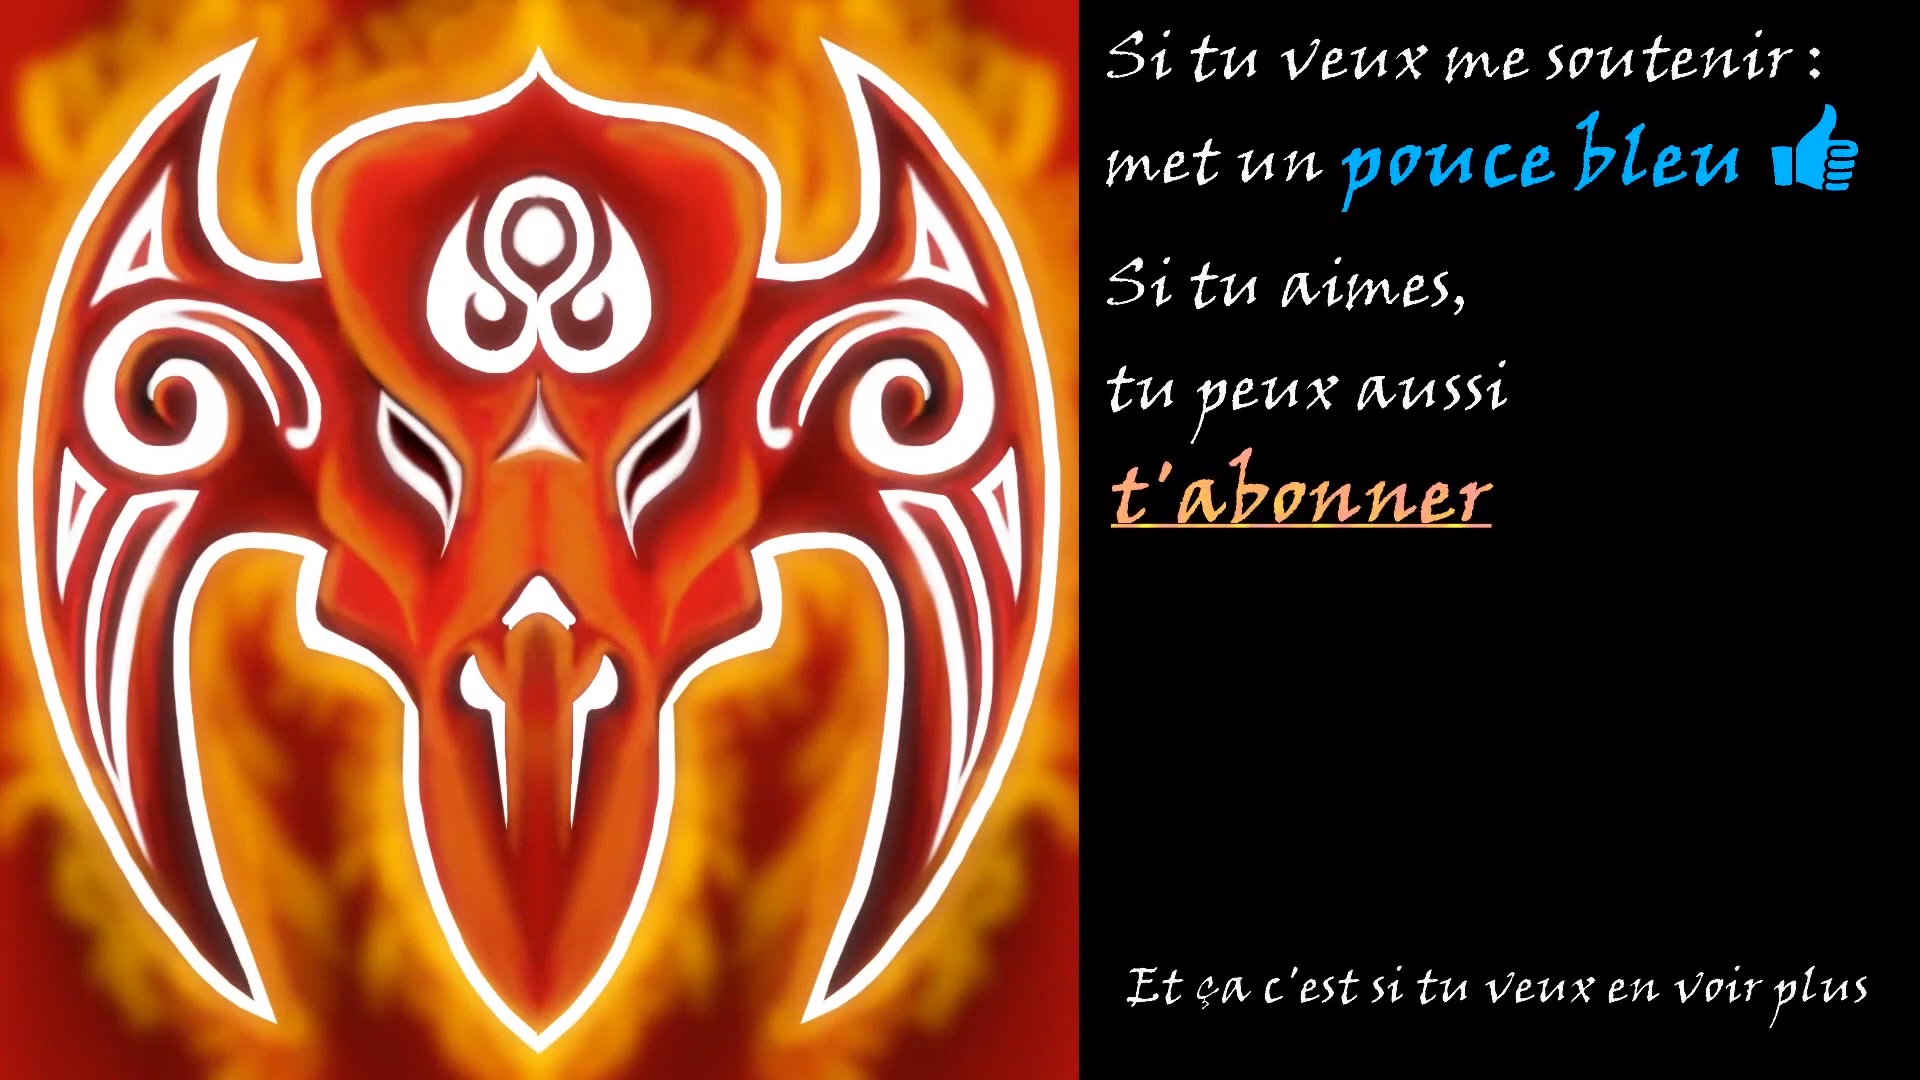 Si tu veux me soutenir :
met un pouce bleu
Si tu aimes,
tu peux aussi
t'abonner
Et ça c'est si tu veux en voir plus